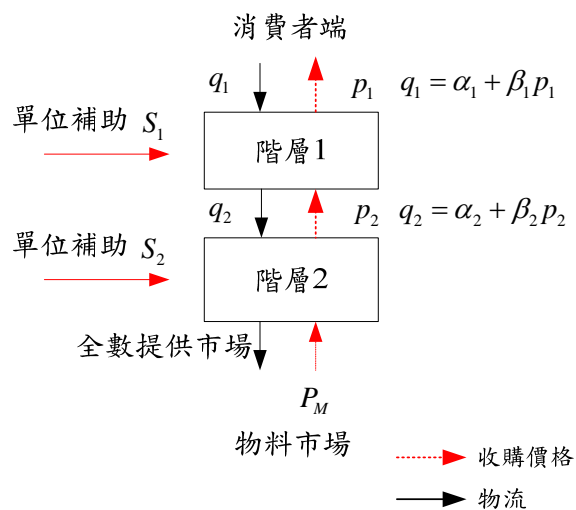 消費者端
q₁ p₁ q₁ = α₁ + β₁p₁
單位補助 S₁
階層1
q₂ p₂ q₂ = α₂ + β₂p₂
單位補助 S₂
階層2
全數提供市場
P_M
物料市場
收購價格
物流